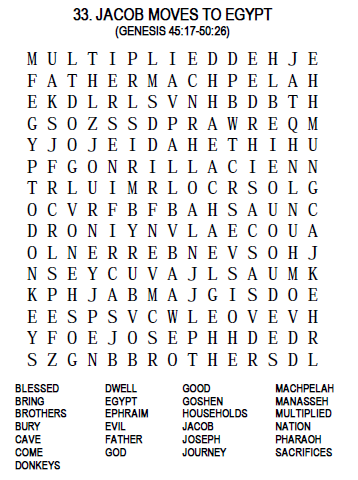 33. JACOB MOVES TO EGYPT
(GENESIS 45:17-50:26)
M U L T I P L I E D D E H J E
F A T H E R M A C H P E L A H
E K D L R L S V N H B D B T H
G S O Z S S D P R A W R E Q M
Y J O J E I D A H E T H I H U
P F G O N R I L L A C I E N N
T R L U I M R L O C R S O L G
O C V R F B F B A H S A U N C
D R O N I Y N V L A E C O U A
O L N E R R E B N E V S O H J
N S E Y C U V A J L S A U M K
K P H J A B M A J G I S D O E
E E S P S V C W L E O V E V H
Y F O E J O S E P H H D E D R
S Z G N B B R O T H E R S D L
BLESSED DWELL GOOD MACHPELAH
BRING EGYPT GOSHEN MANASSEH
BROTHERS EPHRAIM HOUSEHOLDS MULTIPLIED
BURY EVIL JACOB NATION
CAVE FATHER JOSEPH PHARAOH
COME GOD JOURNEY SACRIFICES
DONKEYS